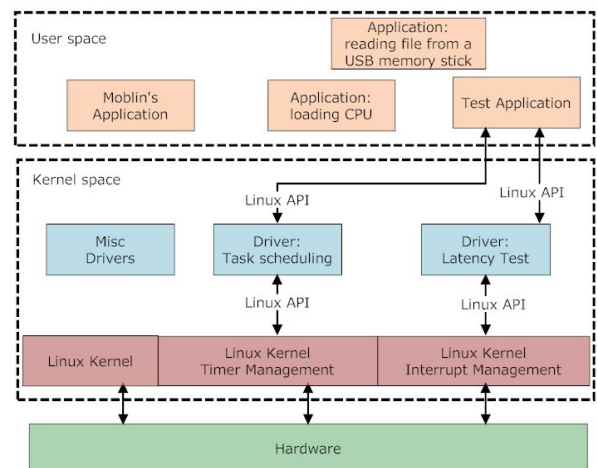 User space
Application:
reading file from a
USB memory stick
Moblin's
Application
Application:
loading CPU
Test Application
Kernel space
Linux API
Linux API
Misc
Drivers
Driver:
Task scheduling
Driver:
Latency Test
Linux API
Linux API
Linux Kernel
Linux Kernel
Timer Management
Linux Kernel
Interrupt Management
Hardware